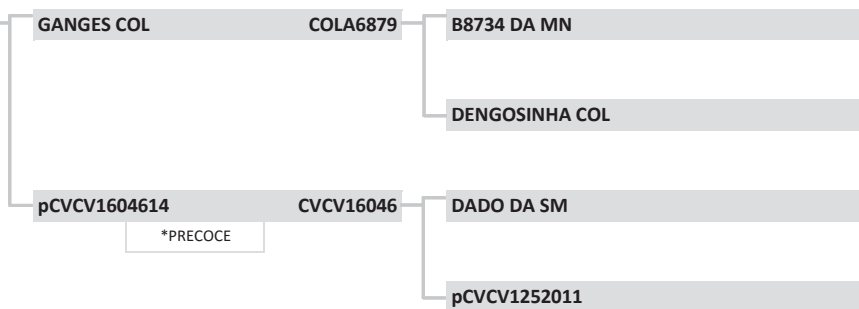 GANGES COL COLA6879 B8734 DA MN
DENGOSINHA COL
pCVCV1604614 CVCV16046 DADO DA SM
*PRECOCE
pCVCV1252011